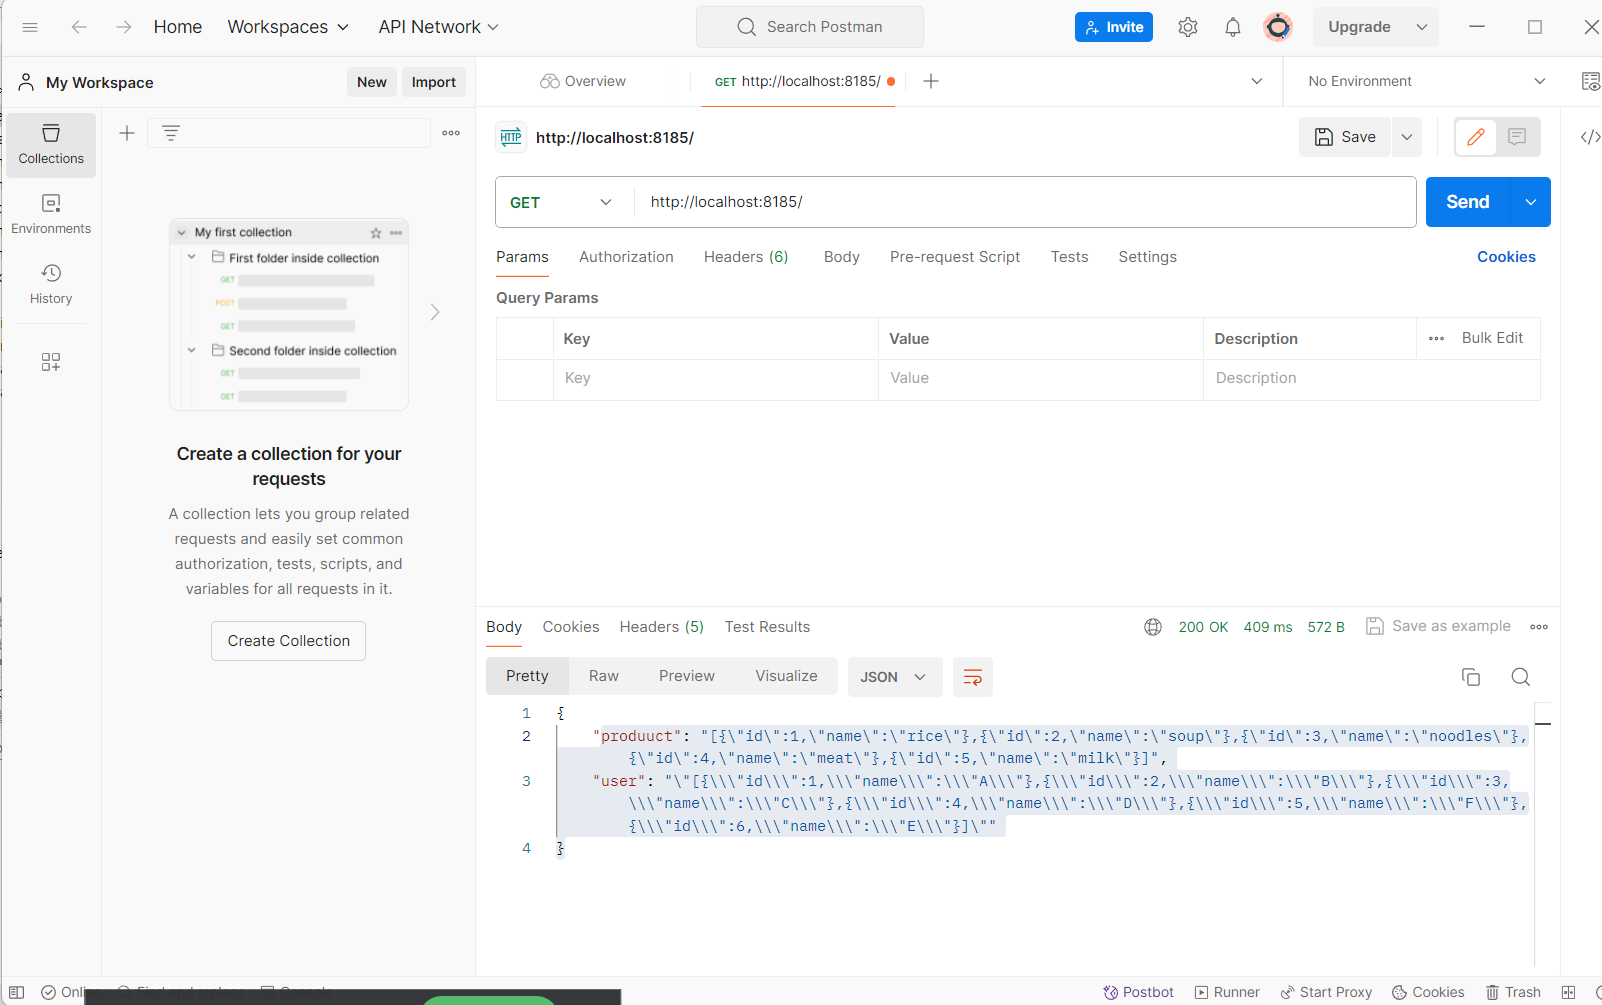 Home Workspaces API Network Search Postman Invite Upgrade
My Workspace New Import
Overview GET http://localhost:8185/ No Environment
Collections
Environments
History
My first collection
First folder inside collection
GET
POST
GET
Second folder inside collection
GET
GET
Create a collection for your
requests
A collection lets you group related
requests and easily set common
authorization, tests, scripts, and
variables for all requests in it.
Create Collection
HTTP http://localhost:8185/ Save
GET http://localhost:8185/ Send
Params Authorization Headers (6) Body Pre-request Script Tests Settings Cookies
Query Params
Key Value Description Bulk Edit
Key Value Description
Body Cookies Headers (5) Test Results 200 OK 409 ms 572 B Save as example
Pretty Raw Preview Visualize JSON
1 {
2 "produuct": "[{\"id\":1,\"name\":\"rice\"},{\"id\":2,\"name\":\"soup\"},{\"id\":3,\"name\":\"noodles\"},
{\"id\":4,\"name\":\"meat\"},{\"id\":5,\"name\":\"milk\"}]",
3 "user": "\"[{\\\"id\\\":1,\\\"name\\\":\\\"A\\\"},{\\\"id\\\":2,\\\"name\\\":\\\"B\\\"},{\\\"id\\\":3,
\\\"name\\\":\\\"C\\\"},{\\\"id\\\":4,\\\"name\\\":\\\"D\\\"},{\\\"id\\\":5,\\\"name\\\":\\\"F\\\"},
{\\\"id\\\":6,\\\"name\\\":\\\"E\\\"}]\""
4 }
Postbot Runner Start Proxy Cookies Trash